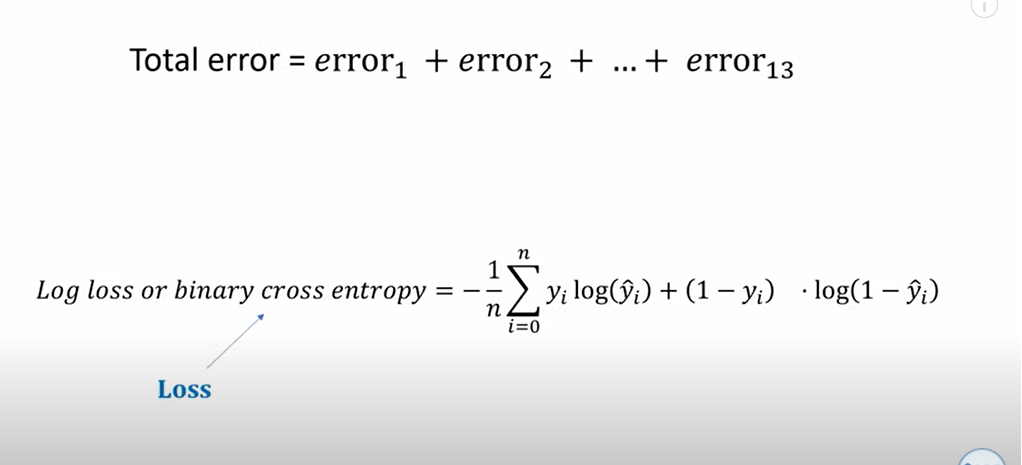 Total error = error₁ + error₂ + ... + error₁₃
Log loss or binary cross entropy = −1/n ∑ⁿᵢ₌₀ yᵢ log(ŷᵢ) + (1 − yᵢ) · log(1 − ŷᵢ)
Loss